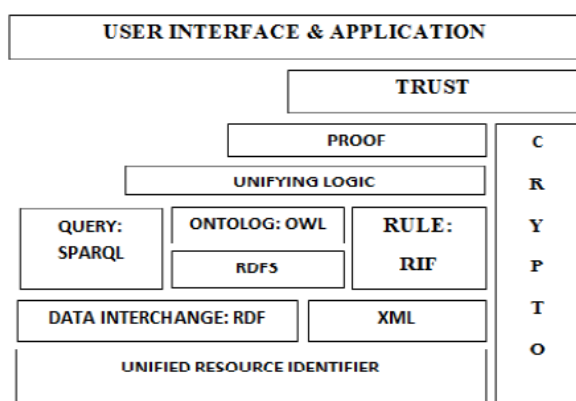 USER INTERFACE & APPLICATION
TRUST
PROOF
UNIFYING LOGIC
QUERY:
SPARQL
ONTOLOG: OWL
RDFS
RULE:
RIF
DATA INTERCHANGE: RDF
XML
UNIFIED RESOURCE IDENTIFIER
C
R
Y
P
T
O